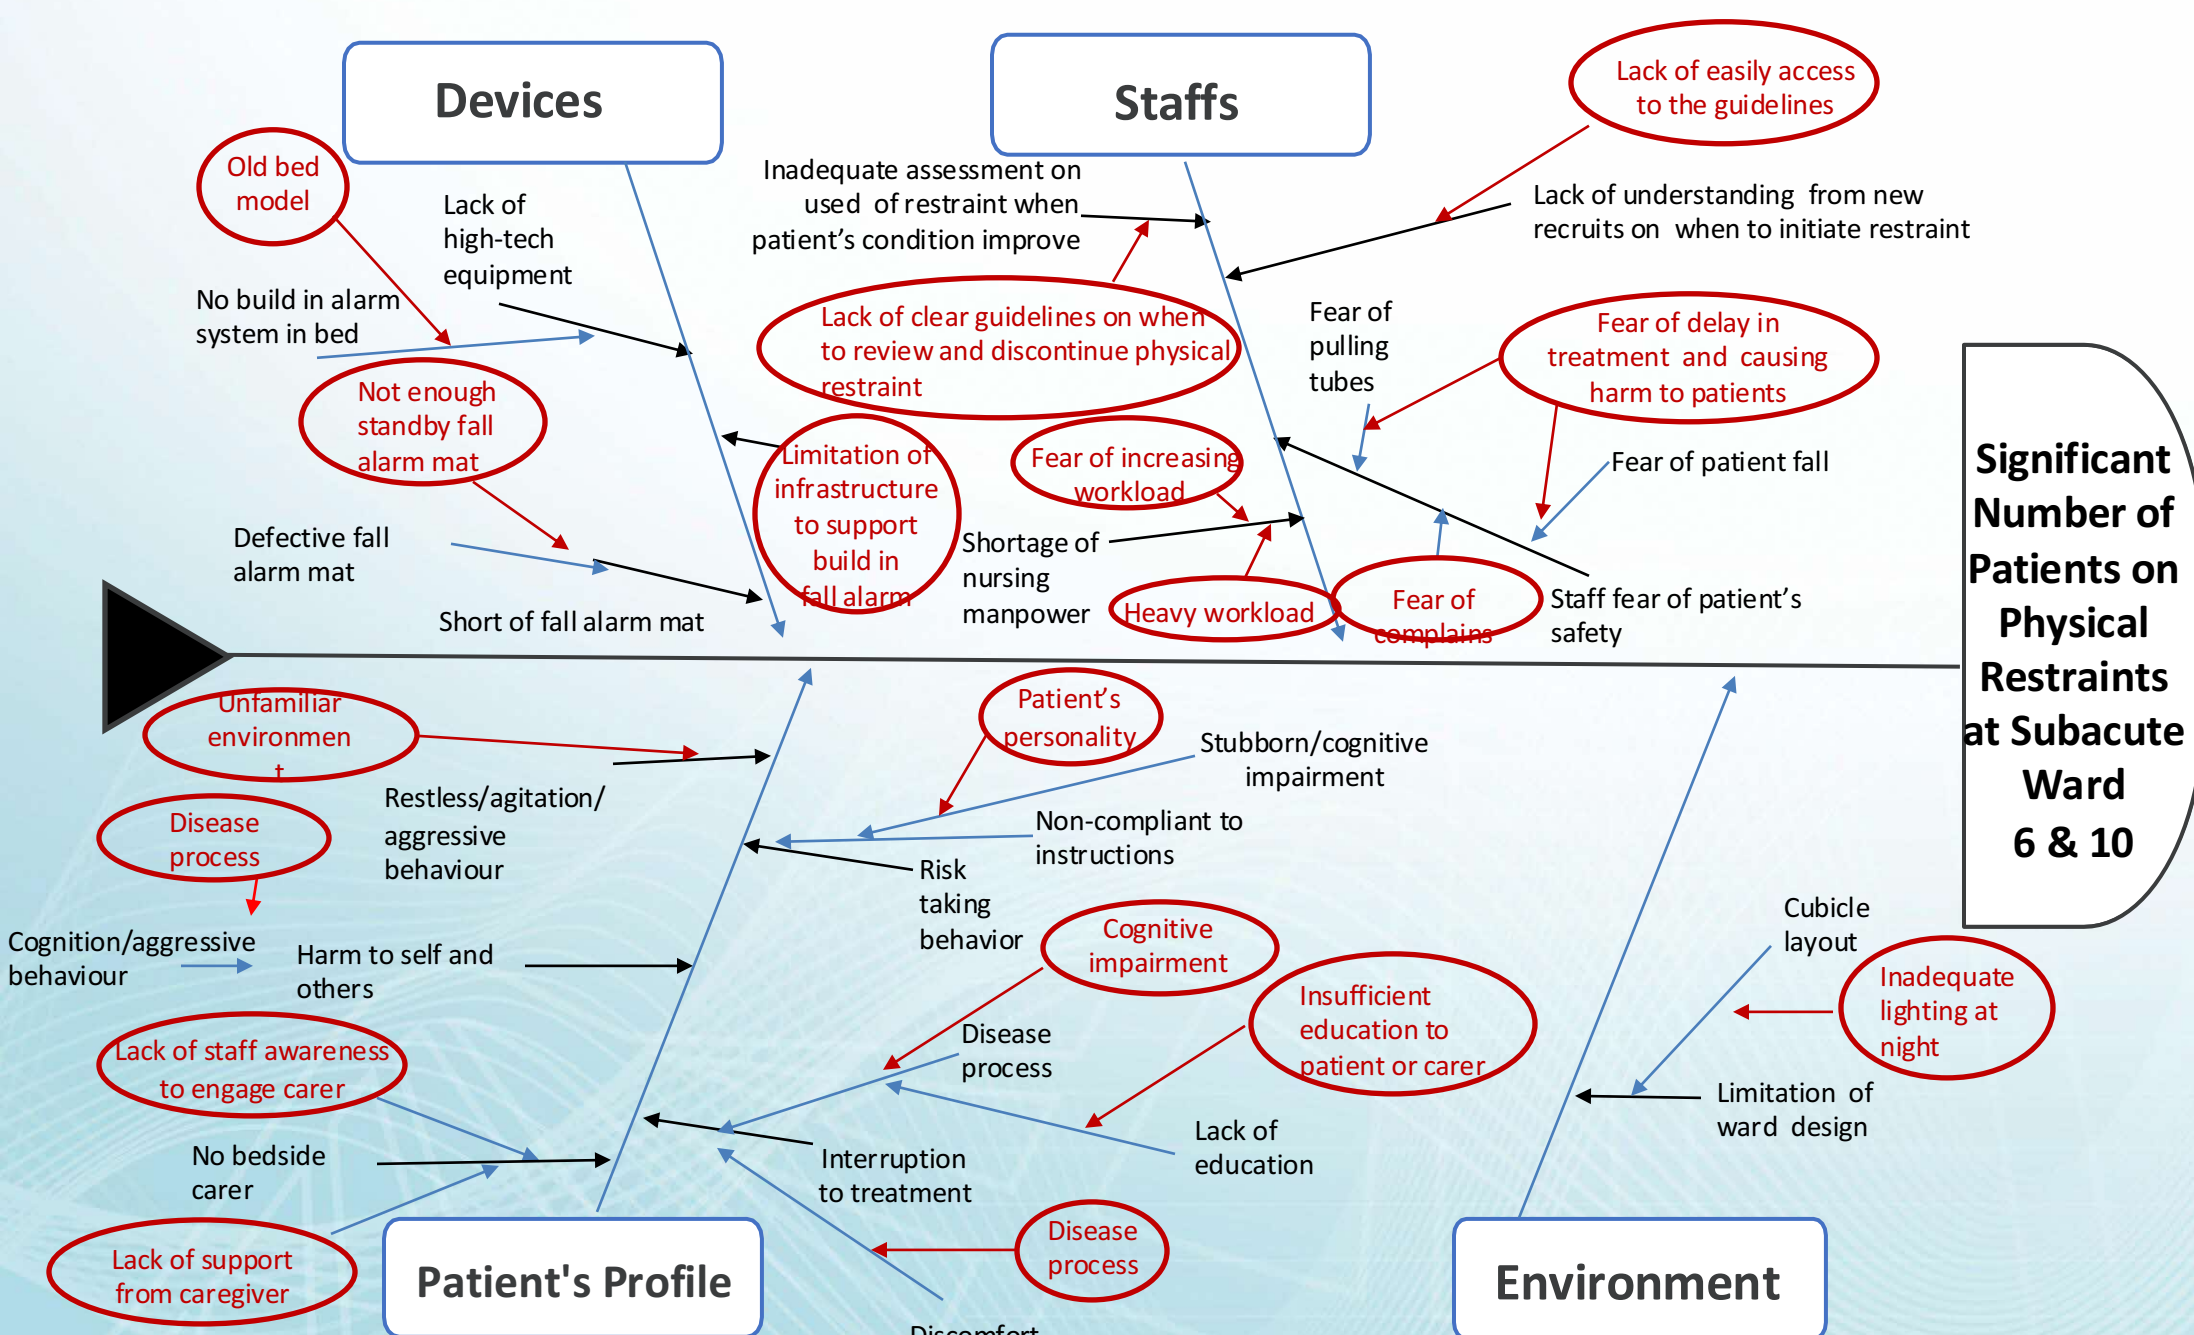 Devices
Staffs
Lack of easily access
to the guidelines
Old bed
model
Lack of
high-tech
equipment
No build in alarm
system in bed
Not enough
standby fall
alarm mat
Defective fall
alarm mat
Short of fall alarm mat
Limitation of
infrastructure
to support
build in
fall alarm
Inadequate assessment on
used of restraint when
patient’s condition improve
Lack of understanding from new
recruits on when to initiate restraint
Lack of clear guidelines on when
to review and discontinue physical
restraint
Fear of
pulling
tubes
Fear of delay in
treatment and causing
harm to patients
Fear of increasing
workload
Fear of patient fall
Shortage of
nursing
manpower
Heavy workload
Fear of
complains
Staff fear of patient’s
safety
Significant
Number of
Patients on
Physical
Restraints
at Subacute
Ward
6 & 10
Unfamiliar
environmen
t
Restless/agitation/
aggressive
behaviour
Disease
process
Cognition/aggressive
behaviour
Harm to self and
others
Lack of staff awareness
to engage carer
No bedside
carer
Lack of support
from caregiver
Patient’s
personality
Stubborn/cognitive
impairment
Non-compliant to
instructions
Risk
taking
behavior
Cognitive
impairment
Insufficient
education to
patient or carer
Disease
process
Lack of
education
Interruption
to treatment
Disease
process
Discomfort
Cubicle
layout
Inadequate
lighting at
night
Limitation of
ward design
Patient's Profile
Environment